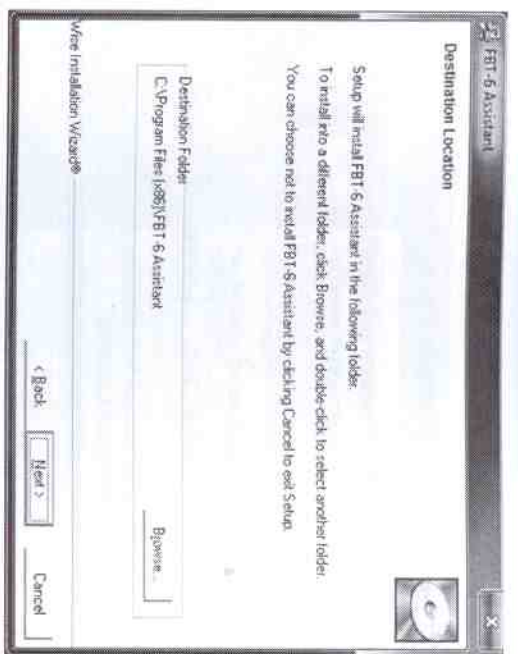 FBT-6 Assistant
Destination Location
Setup will install FBT-6 Assistant in the following folder.
To install into a different folder, click Browse, and double-click to select another folder.
You can choose not to install FBT-6 Assistant by clicking Cancel to exit Setup.
Destination Folder
C:\Program Files (x86)\FBT-6 Assistant
Browse...
Wise Installation Wizard®
< Back
Next >
Cancel